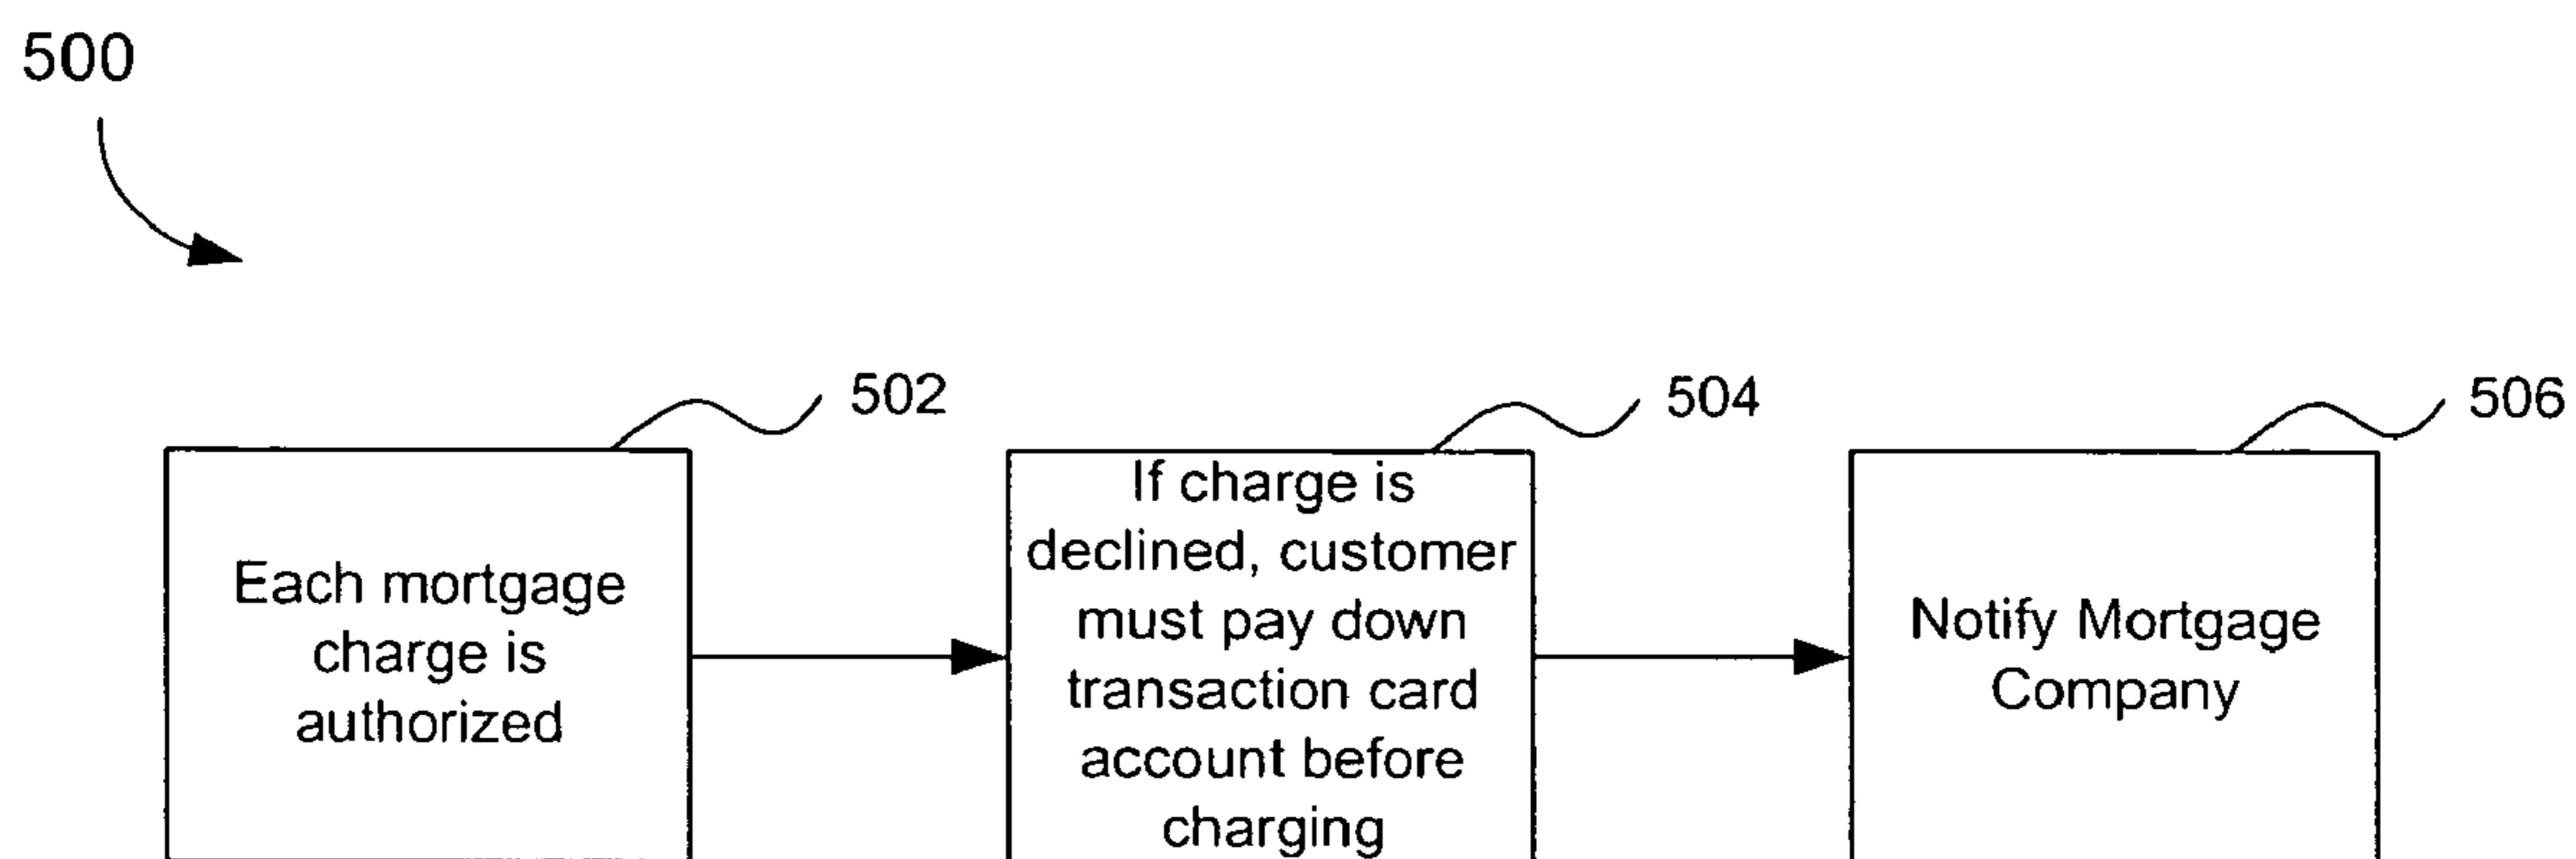 500
502
504
506
Each mortgage
charge is
authorized
If charge is
declined, customer
must pay down
transaction card
account before
charging
Notify Mortgage
Company